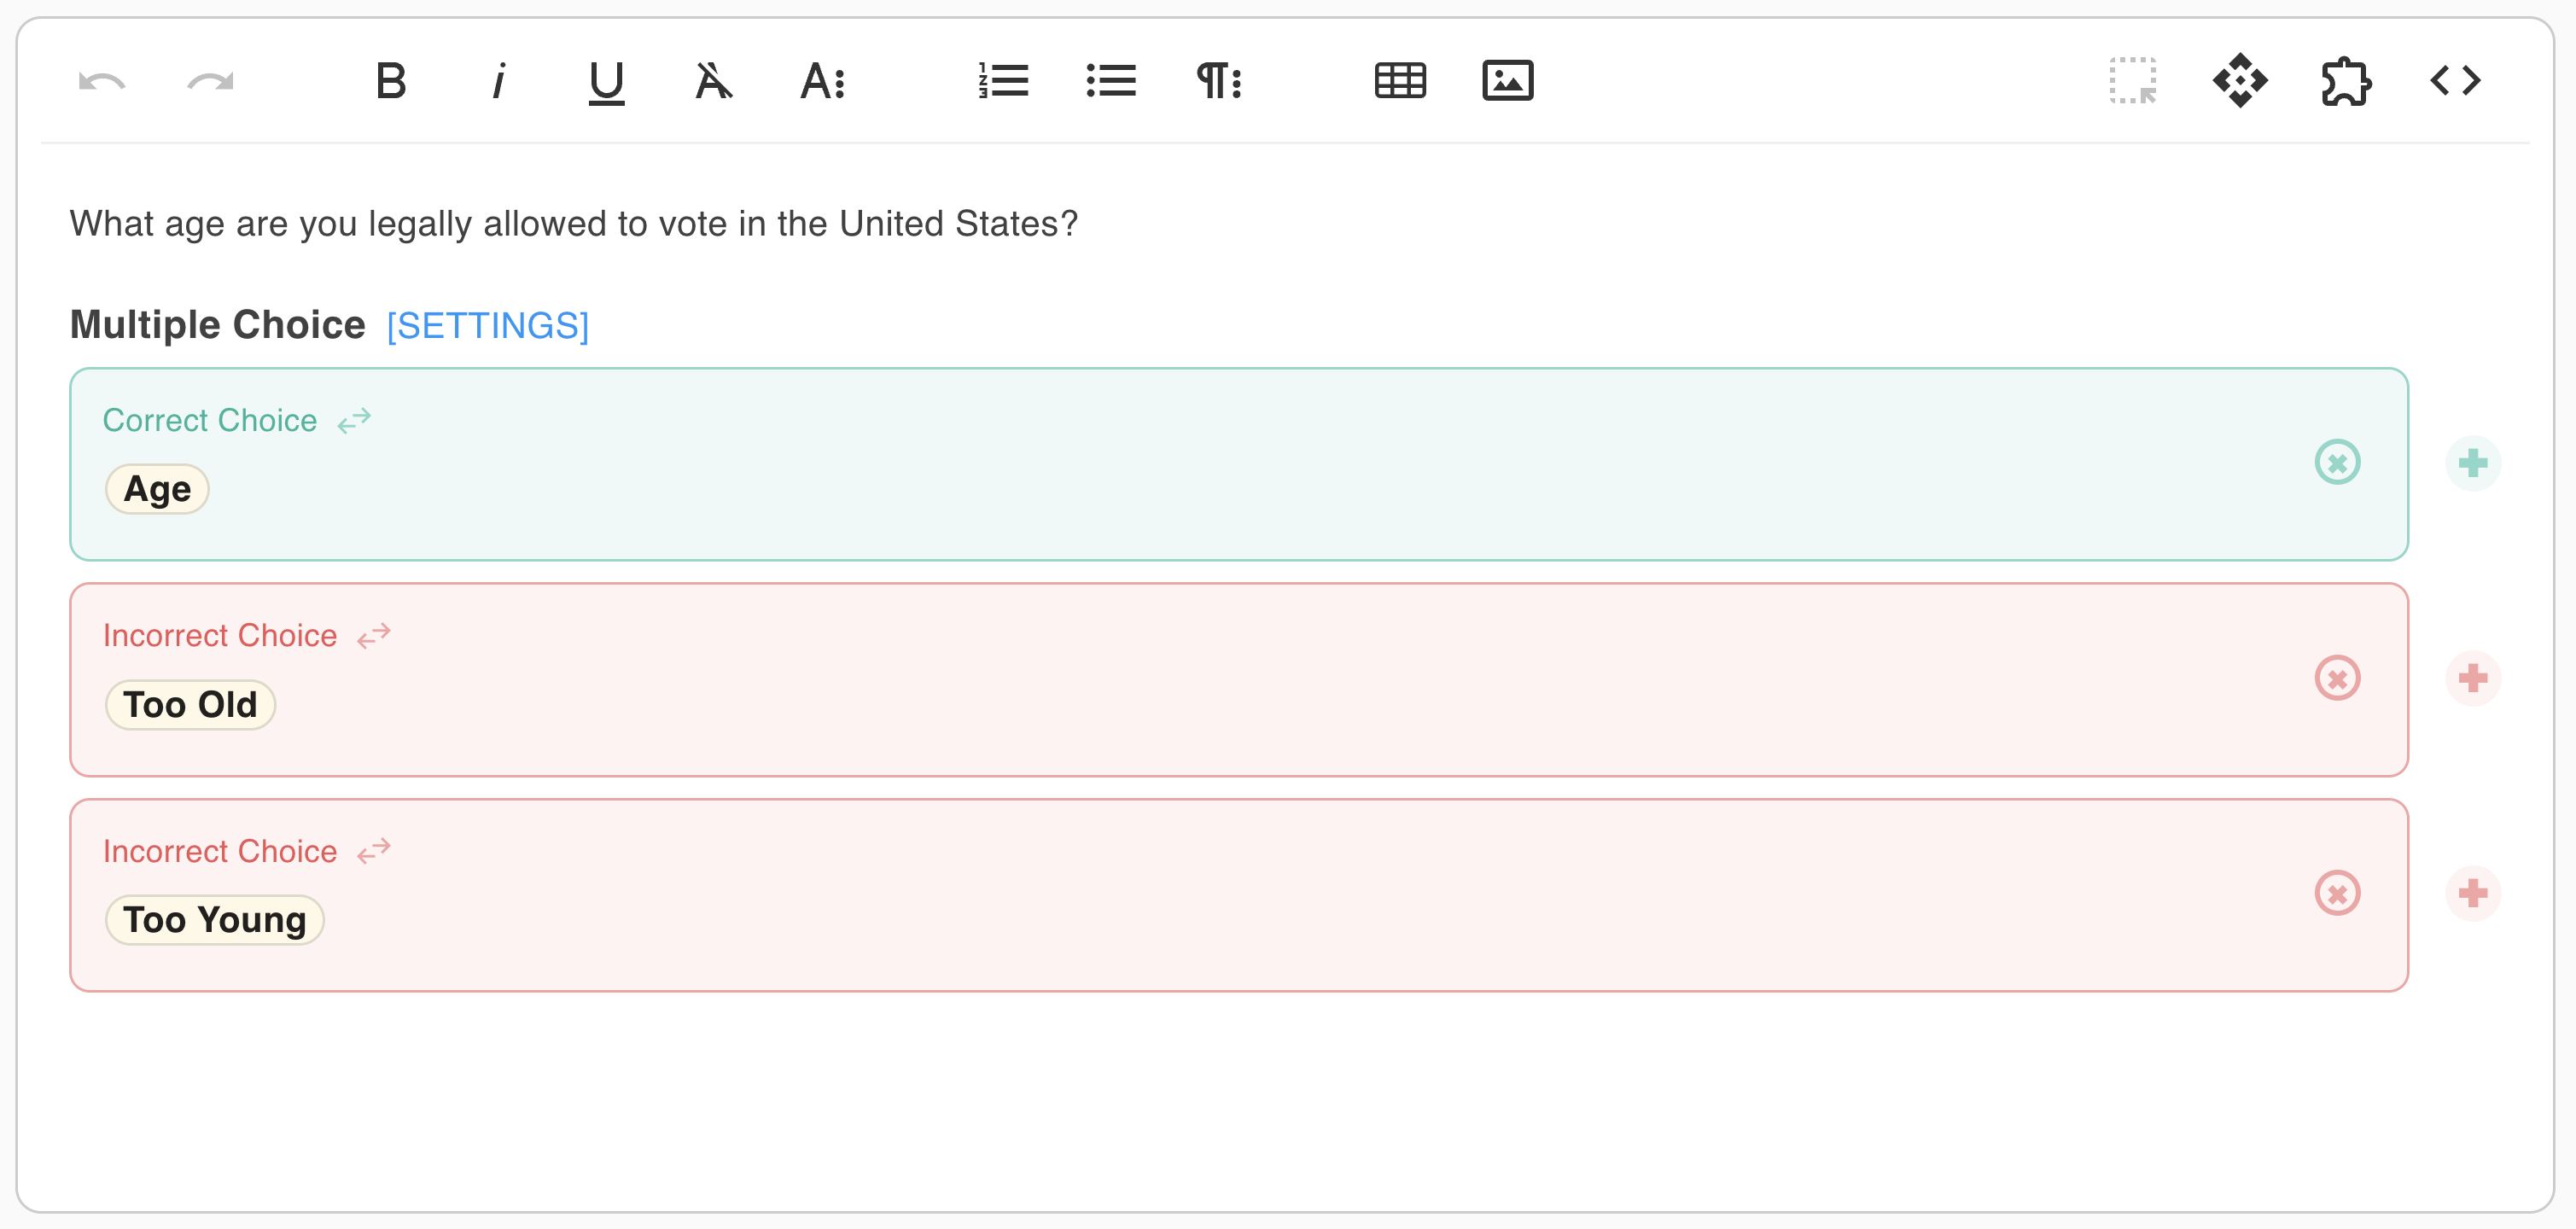 What age are you legally allowed to vote in the United States?
Multiple Choice [SETTINGS]
Correct Choice
Age
Incorrect Choice
Too Old
Incorrect Choice
Too Young